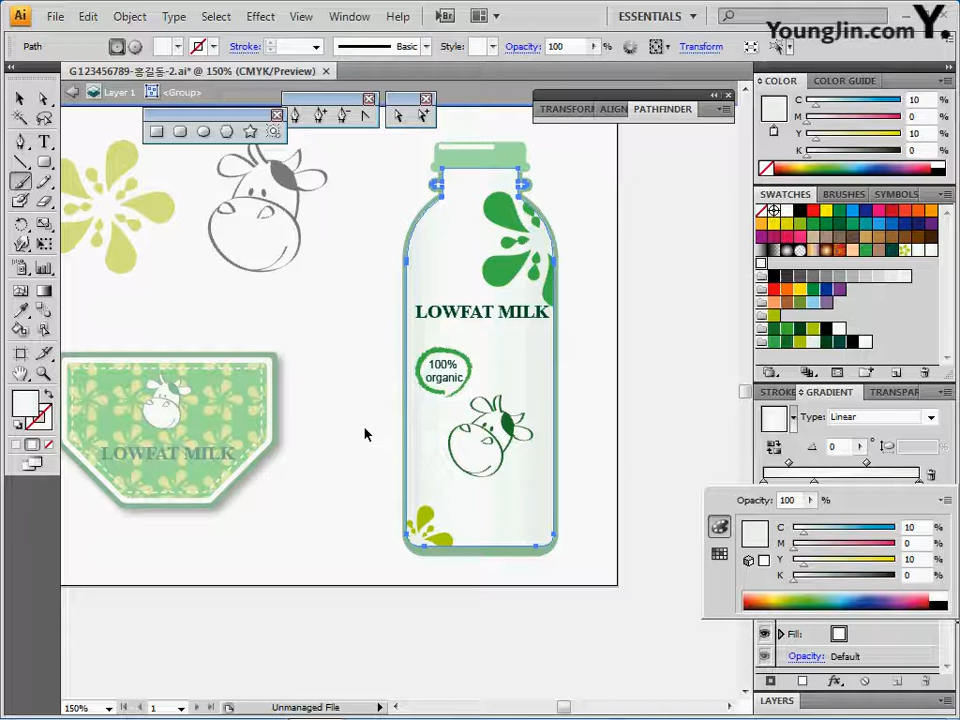 Ai File Edit Object Type Select Effect View Window Help Br ESSENTIALS
YoungJin.com Y.
Path Stroke: Basic Style: Opacity: 100 % Transform
G123456789-홍길동-2.ai* @ 150% (CMYK/Preview)
Layer 1 <Group>
TRANSFORM ALIGN PATHFINDER
COLOR COLOR GUIDE
C 10 %
M 0 %
Y 10 %
K 0 %
SWATCHES BRUSHES SYMBOLS
LOWFAT MILK
100%
organic
LOWFAT MILK
STROKE GRADIENT TRANSPAR
Type: Linear
0
Opacity: 100 %
C 10 %
M 0 %
Y 10 %
K 0 %
Fill:
Opacity: Default
LAYERS
150% 1 Unmanaged File